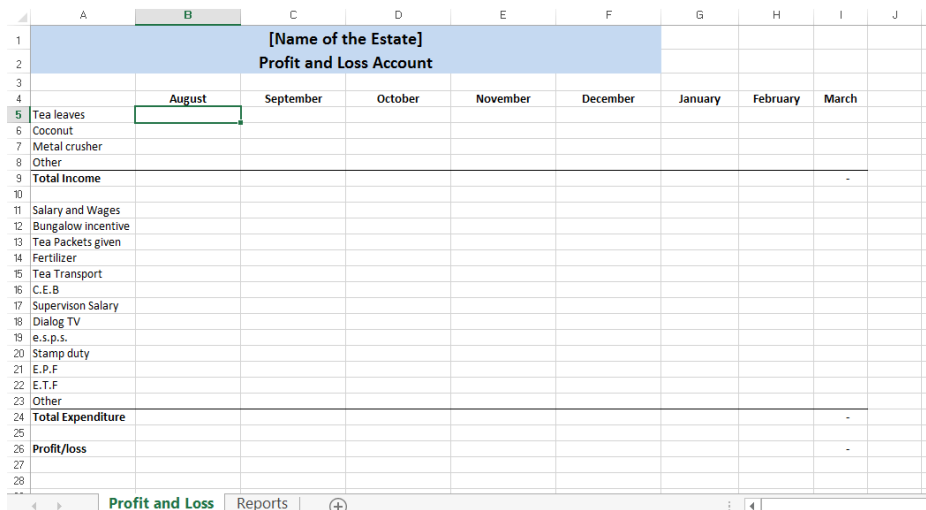 A B C D E F G H I J
1 [Name of the Estate]
2 Profit and Loss Account
3
4 August September October November December January February March
5 Tea leaves
6 Coconut
7 Metal crusher
8 Other
9 Total Income -
10
11 Salary and Wages
12 Bungalow incentive
13 Tea Packets given
14 Fertilizer
15 Tea Transport
16 C.E.B
17 Supervison Salary
18 Dialog TV
19 e.s.p.s.
20 Stamp duty
21 E.P.F
22 E.T.F
23 Other
24 Total Expenditure -
25
26 Profit/loss -
27
28
Profit and Loss Reports